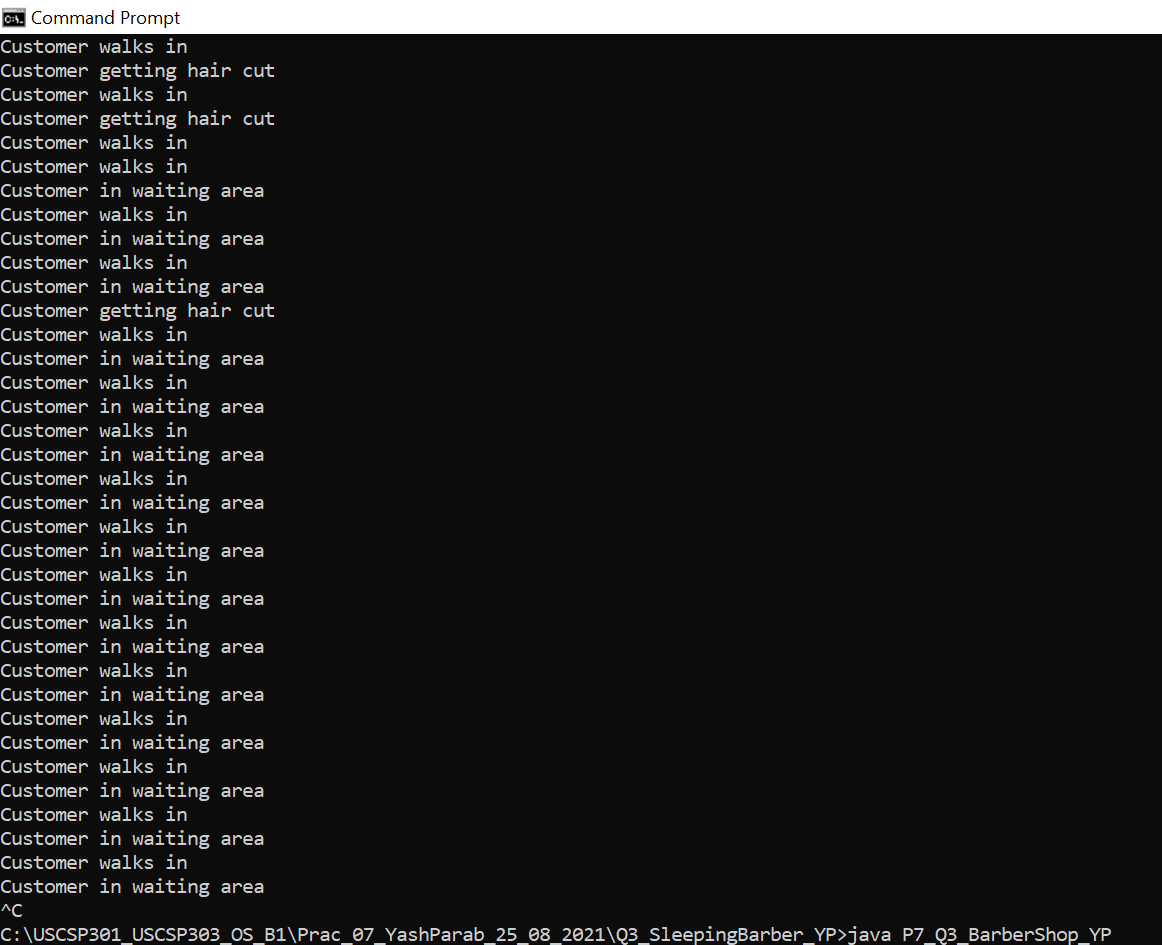 Command Prompt
Customer walks in
Customer getting hair cut
Customer walks in
Customer getting hair cut
Customer walks in
Customer walks in
Customer in waiting area
Customer walks in
Customer in waiting area
Customer walks in
Customer in waiting area
Customer getting hair cut
Customer walks in
Customer in waiting area
Customer walks in
Customer in waiting area
Customer walks in
Customer in waiting area
Customer walks in
Customer in waiting area
Customer walks in
Customer in waiting area
Customer walks in
Customer in waiting area
Customer walks in
Customer in waiting area
Customer walks in
Customer in waiting area
Customer walks in
Customer in waiting area
Customer walks in
Customer in waiting area
Customer walks in
Customer in waiting area
Customer walks in
Customer in waiting area
^C
C:\USCSP301_USCSP303_OS_B1\Prac_07_YashParab_25_08_2021\Q3_SleepingBarber_YP>java P7_Q3_BarberShop_YP